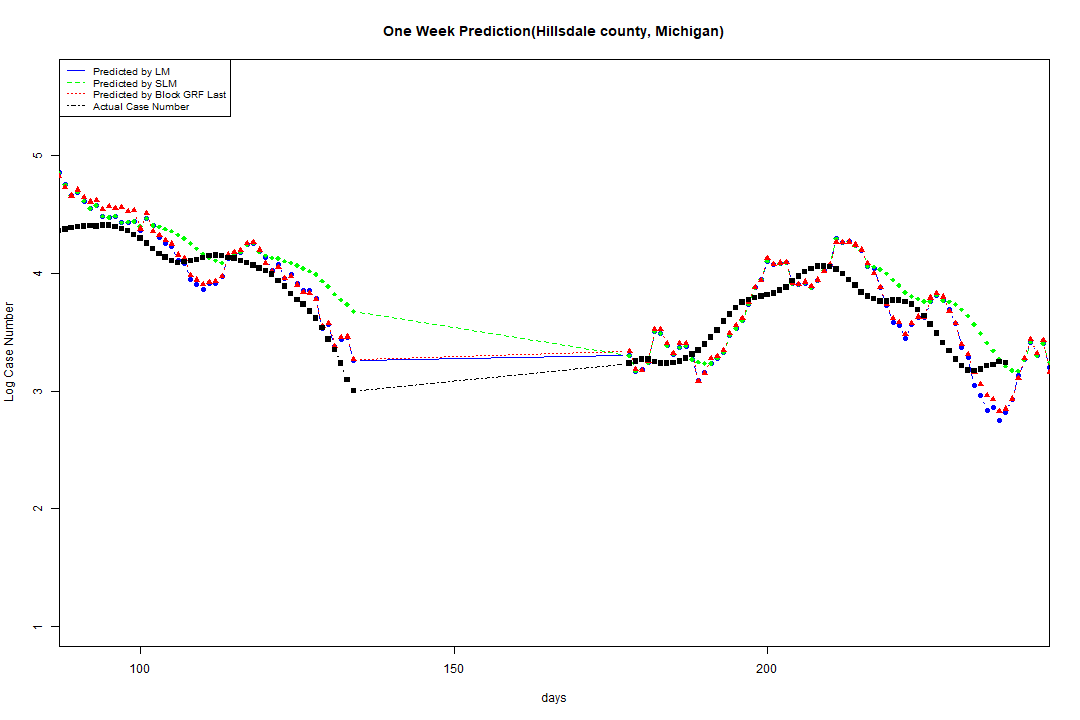 One Week Prediction(Hillsdale county, Michigan)
Predicted by LM
Predicted by SLM
Predicted by Block GRF Last
Actual Case Number
5
4
3
2
1
Log Case Number
100 150 200
days